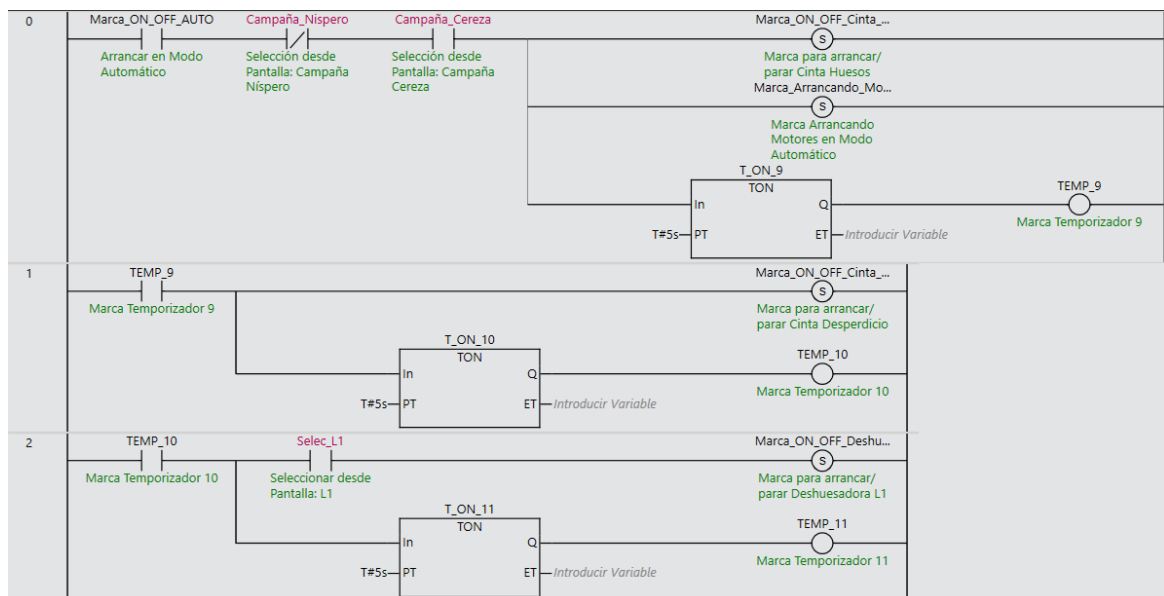 0
Marca_ON_OFF_AUTO
Campaña_Nispero
Campaña_Cereza
Marca_ON_OFF_Cinta_...
S
Arrancar en Modo
Automático
Selección desde
Pantalla: Campaña
Níspero
Selección desde
Pantalla: Campaña
Cereza
Marca para arrancar/
parar Cinta Huesos
Marca_Arrancando_Mo...
S
Marca Arrancando
Motores en Modo
Automático
T_ON_9
TON
TEMP_9
In
Q
Marca Temporizador 9
T#5s
PT
ET
Introducir Variable
1
TEMP_9
Marca_ON_OFF_Cinta_...
S
Marca Temporizador 9
Marca para arrancar/
parar Cinta Desperdicio
T_ON_10
TON
TEMP_10
In
Q
Marca Temporizador 10
T#5s
PT
ET
Introducir Variable
2
TEMP_10
Selec_L1
Marca_ON_OFF_Deshu...
S
Marca Temporizador 10
Seleccionar desde
Pantalla: L1
Marca para arrancar/
parar Deshuesadora L1
T_ON_11
TON
TEMP_11
In
Q
Marca Temporizador 11
T#5s
PT
ET
Introducir Variable